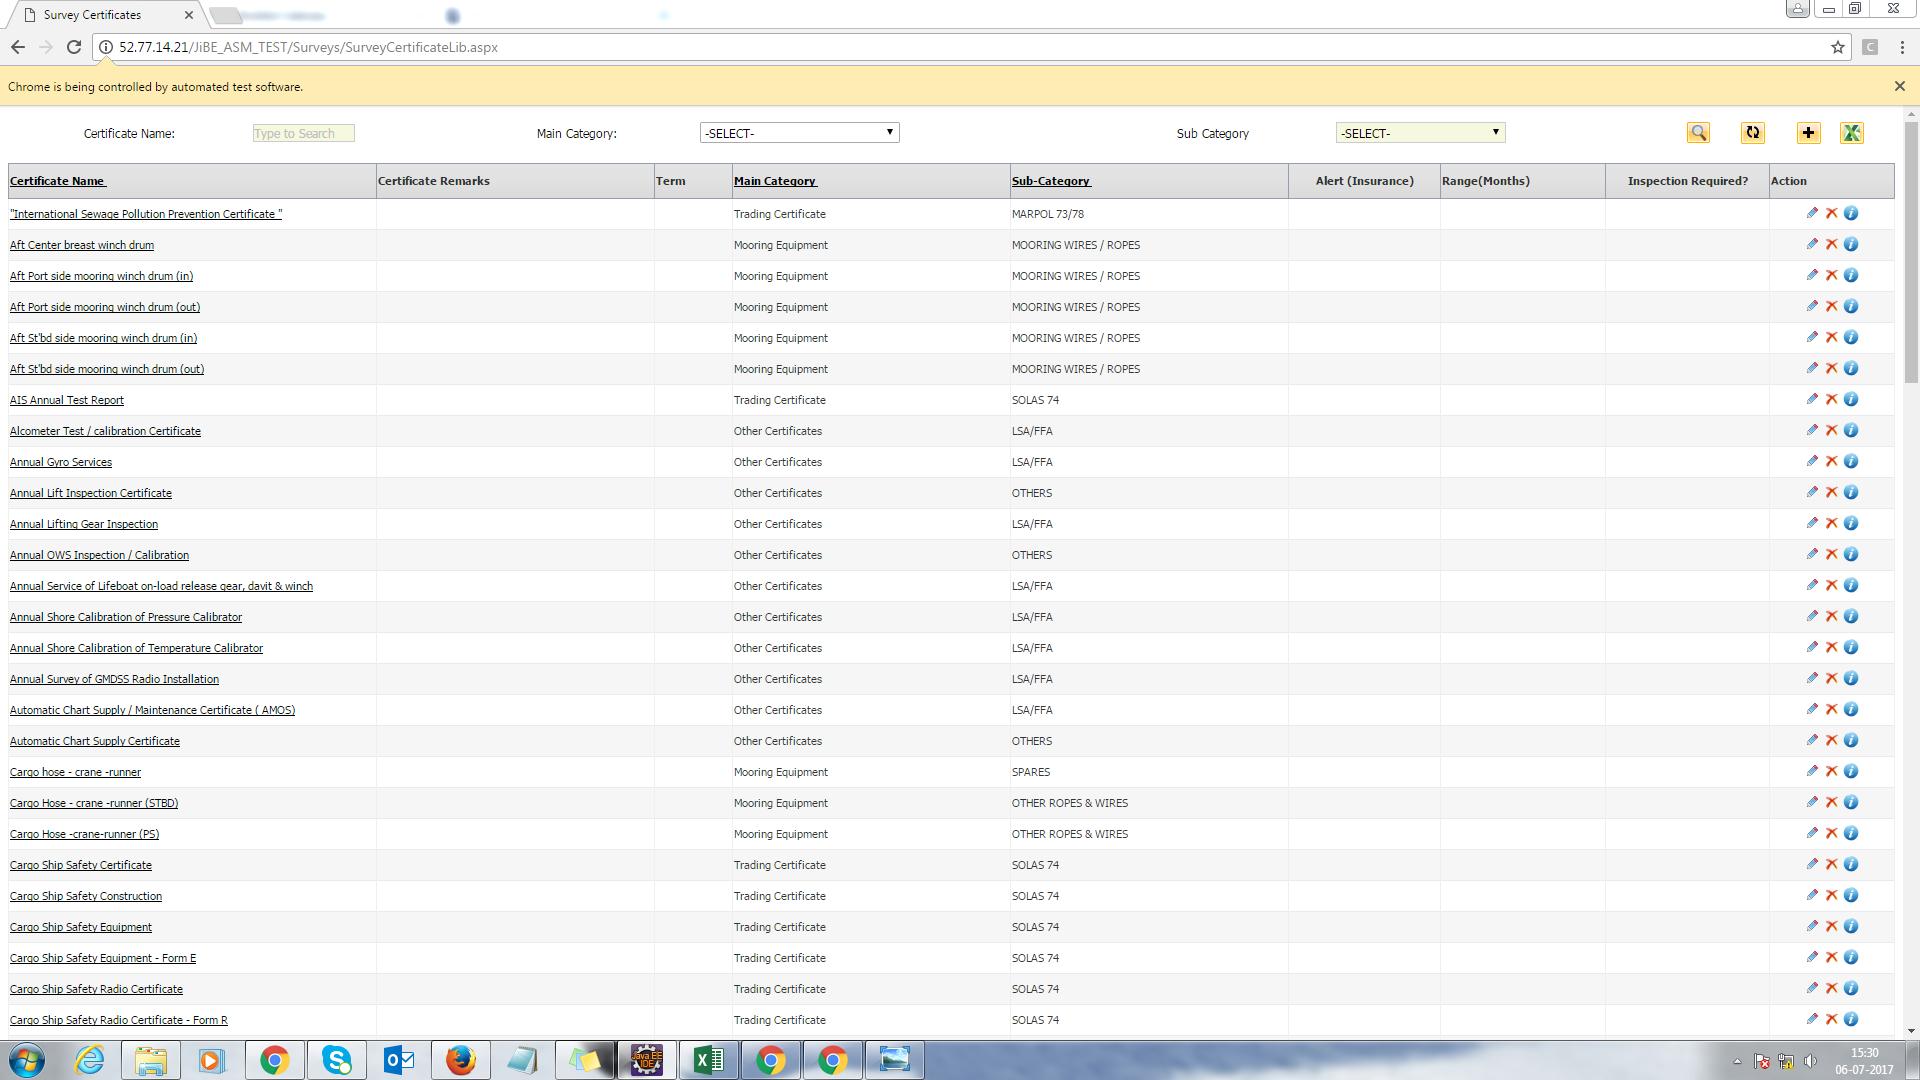 Survey Certificates
52.77.14.21/JiBE_ASM_TEST/Surveys/SurveyCertificateLib.aspx
C
Chrome is being controlled by automated test software.
Certificate Name: Type to Search Main Category: -SELECT- Sub Category -SELECT-
Certificate Name Certificate Remarks Term Main Category Sub-Category Alert (Insurance) Range(Months) Inspection Required? Action
"International Sewage Pollution Prevention Certificate " Trading Certificate MARPOL 73/78
Aft Center breast winch drum Mooring Equipment MOORING WIRES / ROPES
Aft Port side mooring winch drum (in) Mooring Equipment MOORING WIRES / ROPES
Aft Port side mooring winch drum (out) Mooring Equipment MOORING WIRES / ROPES
Aft St'bd side mooring winch drum (in) Mooring Equipment MOORING WIRES / ROPES
Aft St'bd side mooring winch drum (out) Mooring Equipment MOORING WIRES / ROPES
AIS Annual Test Report Trading Certificate SOLAS 74
Alcometer Test / calibration Certificate Other Certificates LSA/FFA
Annual Gyro Services Other Certificates LSA/FFA
Annual Lift Inspection Certificate Other Certificates OTHERS
Annual Lifting Gear Inspection Other Certificates LSA/FFA
Annual OWS Inspection / Calibration Other Certificates OTHERS
Annual Service of Lifeboat on-load release gear, davit & winch Other Certificates LSA/FFA
Annual Shore Calibration of Pressure Calibrator Other Certificates LSA/FFA
Annual Shore Calibration of Temperature Calibrator Other Certificates LSA/FFA
Annual Survey of GMDSS Radio Installation Other Certificates LSA/FFA
Automatic Chart Supply / Maintenance Certificate ( AMOS) Other Certificates LSA/FFA
Automatic Chart Supply Certificate Other Certificates OTHERS
Cargo hose - crane -runner Mooring Equipment SPARES
Cargo Hose - crane -runner (STBD) Mooring Equipment OTHER ROPES & WIRES
Cargo Hose -crane-runner (PS) Mooring Equipment OTHER ROPES & WIRES
Cargo Ship Safety Certificate Trading Certificate SOLAS 74
Cargo Ship Safety Construction Trading Certificate SOLAS 74
Cargo Ship Safety Equipment Trading Certificate SOLAS 74
Cargo Ship Safety Equipment - Form E Trading Certificate SOLAS 74
Cargo Ship Safety Radio Certificate Trading Certificate SOLAS 74
Cargo Ship Safety Radio Certificate - Form R Trading Certificate SOLAS 74
Java EE
IDE
15:30
06-07-2017